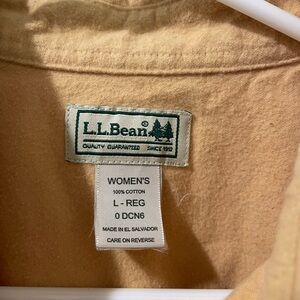 L.L.Bean®
QUALITY GUARANTEED SINCE 1912
WOMEN'S
100% COTTON
L - REG
0 DCN6
MADE IN EL SALVADOR
CARE ON REVERSE